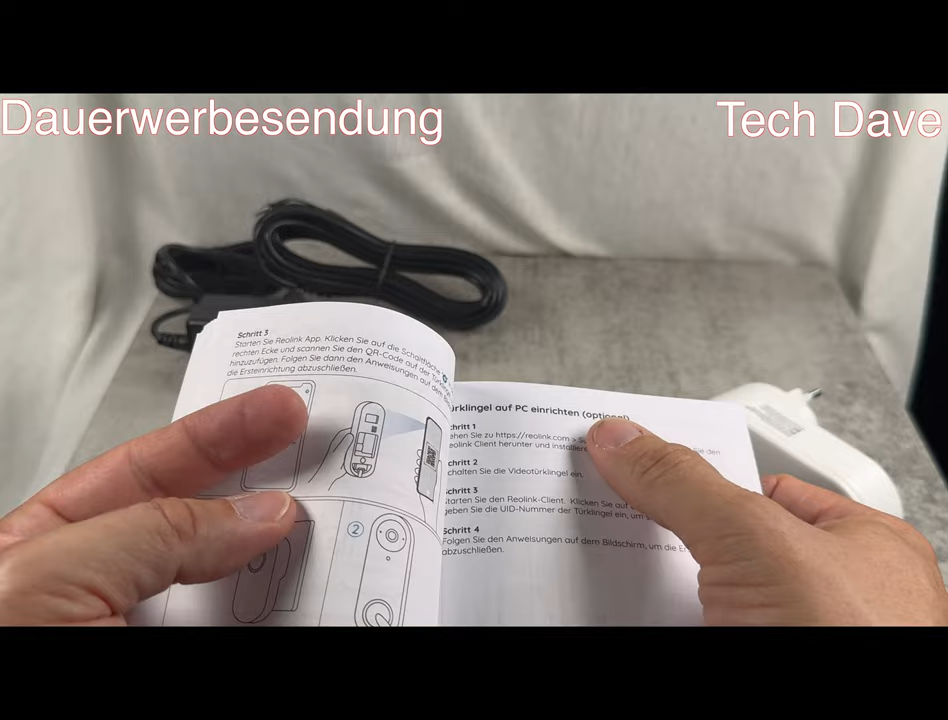 Dauerwerbesendung
Tech Dave
Schritt 3
Starten Sie Reolink App. Klicken Sie auf die Schaltfläche
rechten Ecke und scannen Sie den QR-Code auf der
hinzuzufügen. Folgen Sie dann den Anweisungen auf dem
die Ersteinrichtung abzuschließen.
2
ürklingel auf PC einrichten (optional)
chritt 1
ehen Sie zu https://reolink.com >
eolink Client herunter und installieren Sie den
chritt 2
chalten Sie die Videotürklingel ein.
chritt 3
tarten Sie den Reolink-Client. Klicken Sie auf
geben Sie die UID-Nummer der Türklingel ein, um
Schritt 4
Folgen Sie den Anweisungen auf dem Bildschirm, um die
abzuschließen.